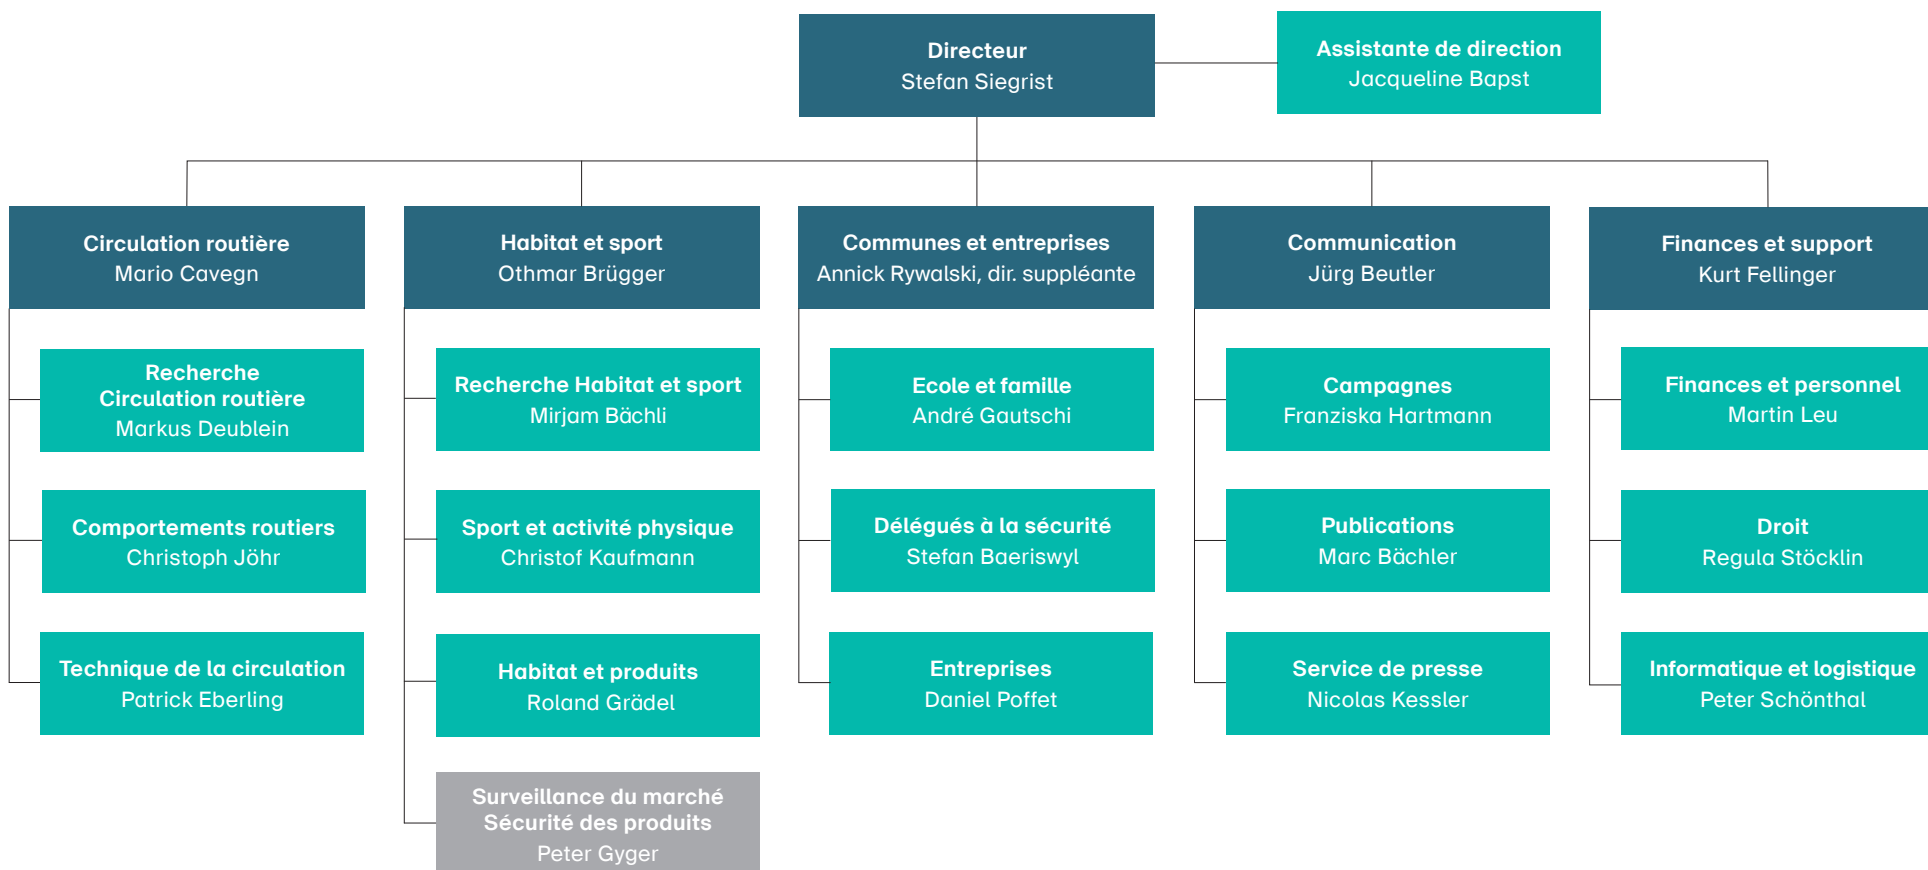 Directeur
Stefan Siegrist
Assistante de direction
Jacqueline Bapst
Circulation routière
Mario Cavegn
Recherche
Circulation routière
Markus Deublein
Comportements routiers
Christoph Jöhr
Technique de la circulation
Patrick Eberling
Habitat et sport
Othmar Brügger
Recherche Habitat et sport
Mirjam Bächli
Sport et activité physique
Christof Kaufmann
Habitat et produits
Roland Grädel
Surveillance du marché
Sécurité des produits
Peter Gyger
Communes et entreprises
Annick Rywalski, dir. suppléante
Ecole et famille
André Gautschi
Délégués à la sécurité
Stefan Baeriswyl
Entreprises
Daniel Poffet
Communication
Jürg Beutler
Campagnes
Franziska Hartmann
Publications
Marc Bächler
Service de presse
Nicolas Kessler
Finances et support
Kurt Fellinger
Finances et personnel
Martin Leu
Droit
Regula Stöcklin
Informatique et logistique
Peter Schönthal